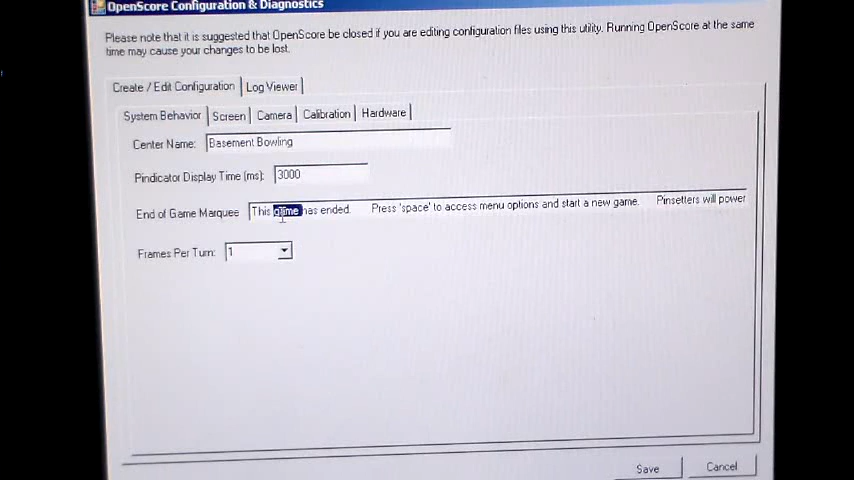 OpenScore Configuration & Diagnostics
Please note that it is suggested that OpenScore be closed if you are editing configuration files using this utility. Running OpenScore at the same
time may cause your changes to be lost.
Create / Edit Configuration Log Viewer
System Behavior Screen Camera Calibration Hardware
Center Name: Basement Bowling
Pindicator Display Time (ms): 3000
End of Game Marquee This game has ended. Press 'space' to access menu options and start a new game. Pinsetters will power
Frames Per Turn: 1
Save Cancel